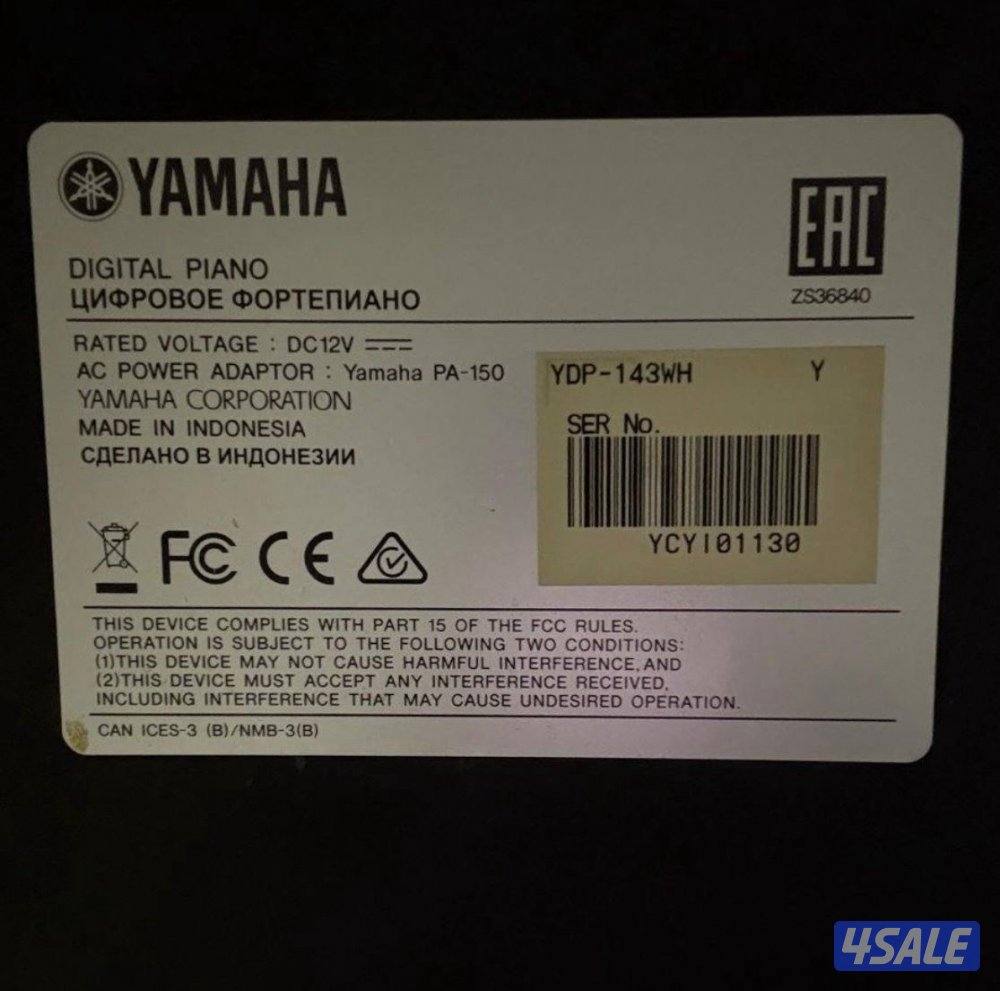 YAMAHA
EAC
ZS36840
DIGITAL PIANO
ЦИФРОВОЕ ФОРТЕПИАНО
RATED VOLTAGE : DC12V
AC POWER ADAPTOR : Yamaha PA-150
YAMAHA CORPORATION
MADE IN INDONESIA
СДЕЛАНО В ИНДОНЕЗИИ
YDP-143WH Y
SER No.
YCYI01130
FC CE
THIS DEVICE COMPLIES WITH PART 15 OF THE FCC RULES.
OPERATION IS SUBJECT TO THE FOLLOWING TWO CONDITIONS:
(1)THIS DEVICE MAY NOT CAUSE HARMFUL INTERFERENCE,AND
(2)THIS DEVICE MUST ACCEPT ANY INTERFERENCE RECEIVED,
INCLUDING INTERFERENCE THAT MAY CAUSE UNDESIRED OPERATION.
CAN ICES-3 (B)/NMB-3(B)
4SALE